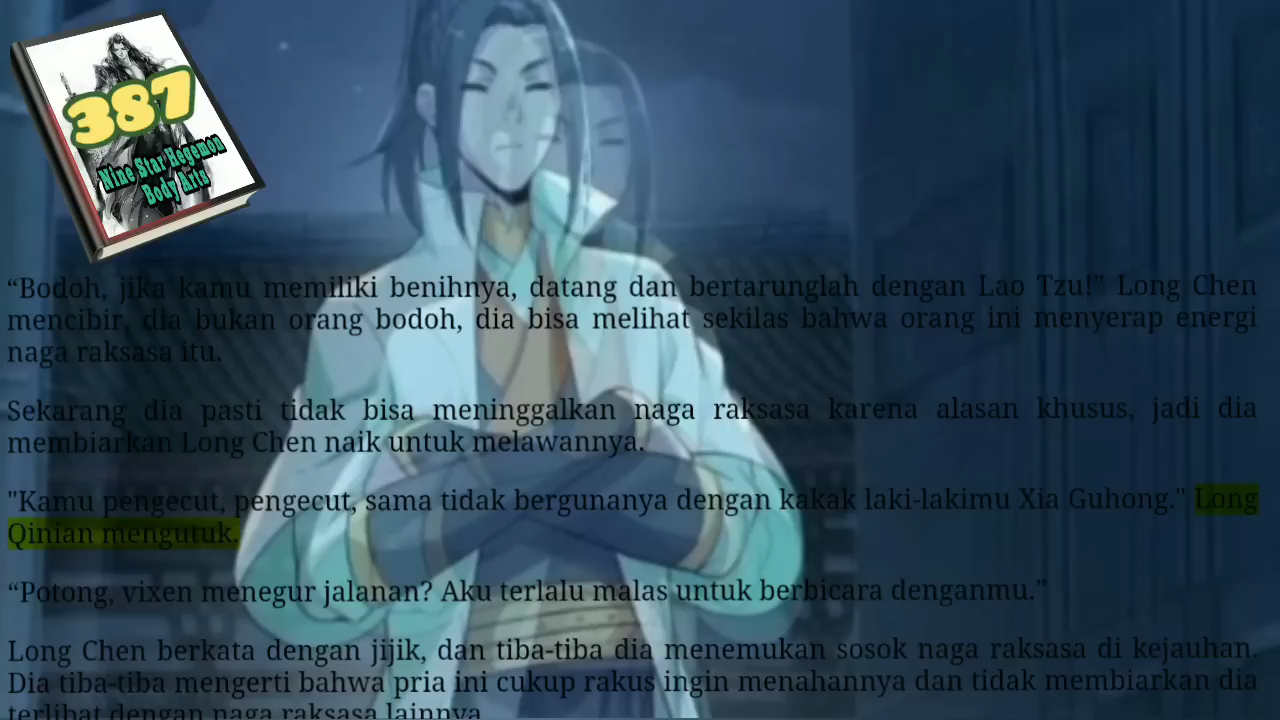 387
Nine Star Hegemon
Body Arts
“Bodoh, jika kamu memiliki benihnya, datang dan bertarunglah dengan Lao Tzu!” Long Chen
mencibir, dia bukan orang bodoh, dia bisa melihat sekilas bahwa orang ini menyerap energi
naga raksasa itu.
Sekarang dia pasti tidak bisa meninggalkan naga raksasa karena alasan khusus, jadi dia
membiarkan Long Chen naik untuk melawannya.
"Kamu pengecut, pengecut, sama tidak bergunanya dengan kakak laki-lakimu Xia Guhong." Long
Qinian mengutuk.
“Potong, vixen menegur jalanan? Aku terlalu malas untuk berbicara denganmu.”
Long Chen berkata dengan jijik, dan tiba-tiba dia menemukan sosok naga raksasa di kejauhan.
Dia tiba-tiba mengerti bahwa pria ini cukup rakus ingin menahannya dan tidak membiarkan dia
terlibat dengan naga raksasa lainnya.